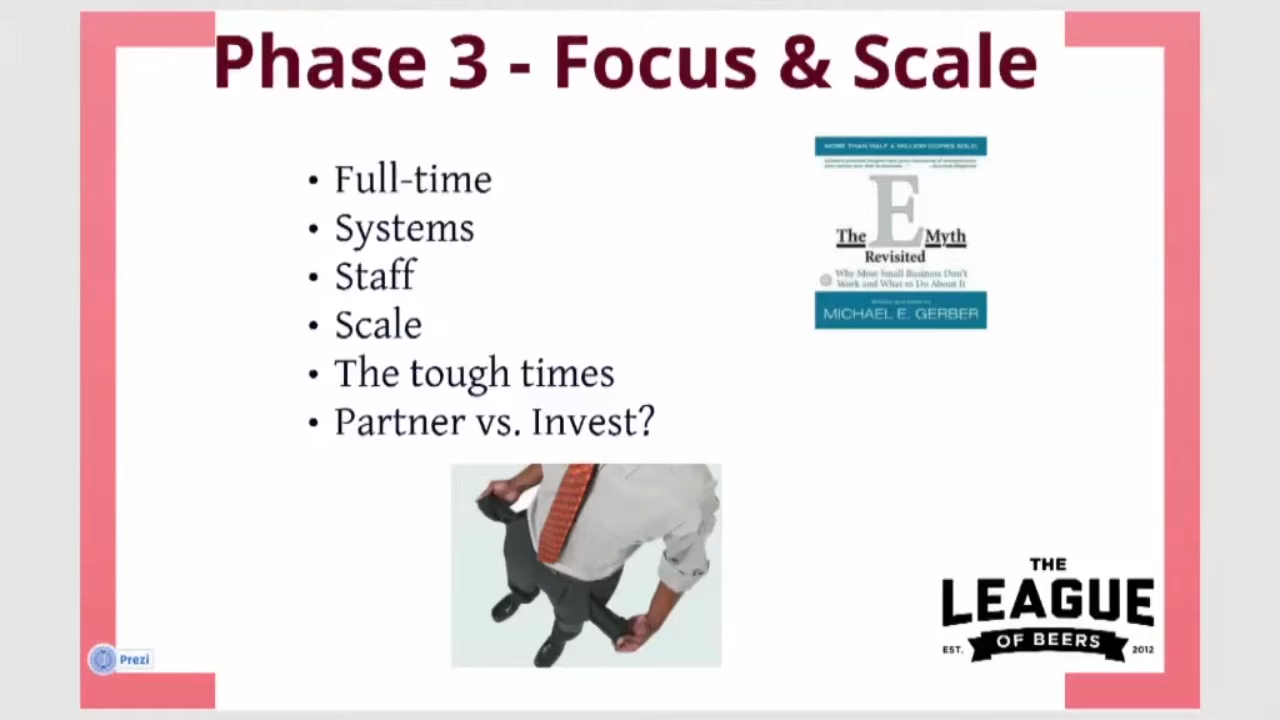 Phase 3 - Focus & Scale
• Full-time
• Systems
• Staff
• Scale
• The tough times
• Partner vs. Invest?
MORE THAN HALF A MILLION COPIES SOLD!
The E Myth
Revisited
Why Most Small Business Don't
Work and What to Do About It
MICHAEL E. GERBER
THE
LEAGUE
EST. OF BEERS 2012
Prezi